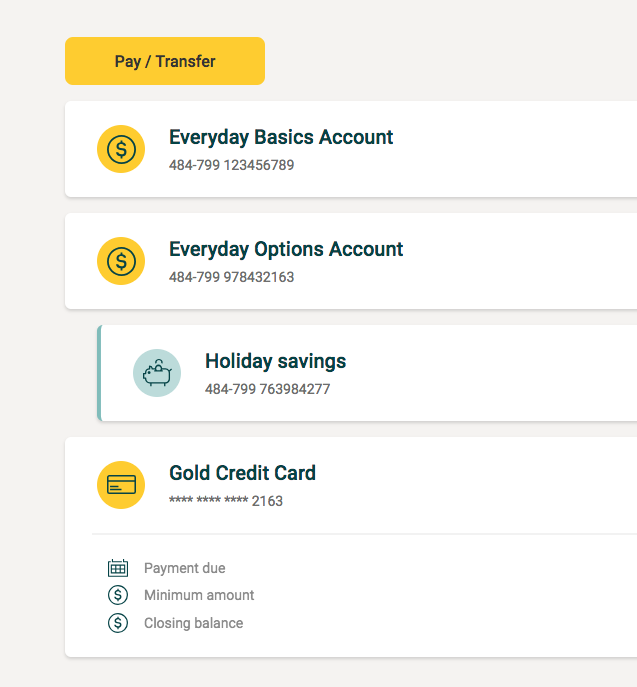 Pay / Transfer
Everyday Basics Account
484-799 123456789
Everyday Options Account
484-799 978432163
Holiday savings
484-799 763984277
Gold Credit Card
**** **** **** 2163
Payment due
Minimum amount
Closing balance